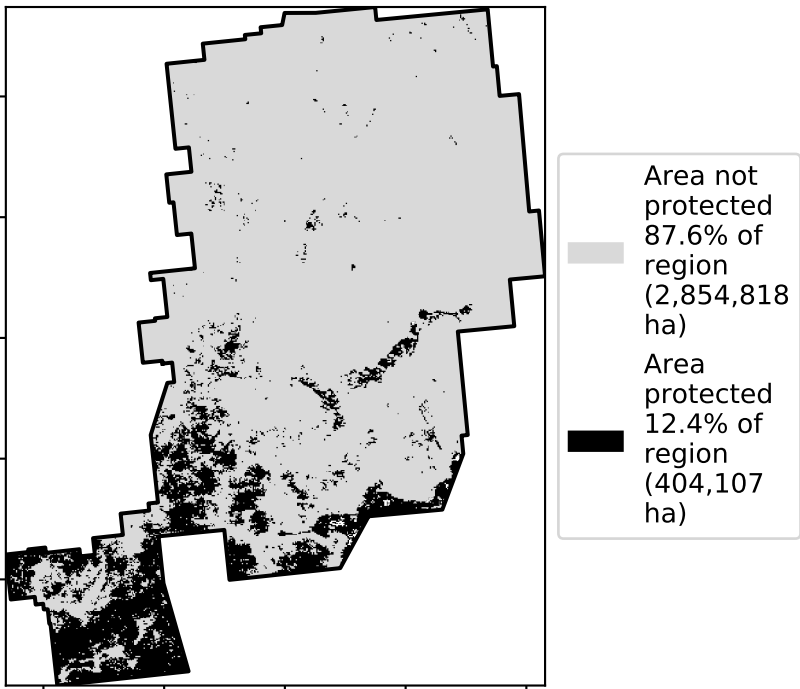 Area not
protected
87.6% of
region
(2,854,818
ha)
Area
protected
12.4% of
region
(404,107
ha)